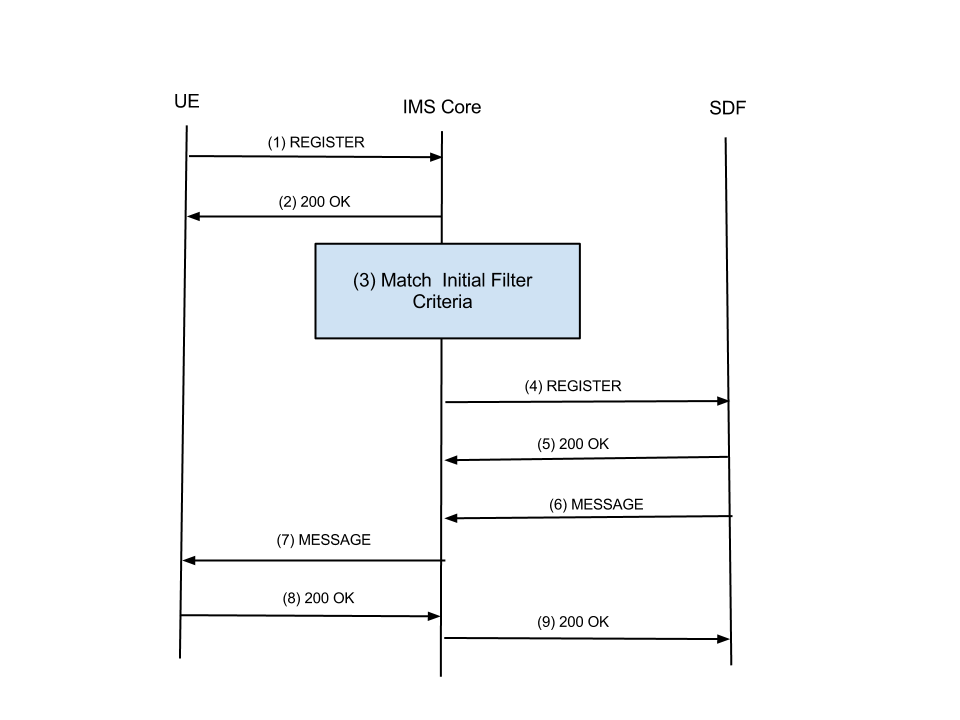 UE
IMS Core
SDF
(1) REGISTER
(2) 200 OK
(3) Match  Initial Filter
Criteria
(4) REGISTER
(5) 200 OK
(6) MESSAGE
(7) MESSAGE
(8) 200 OK
(9) 200 OK